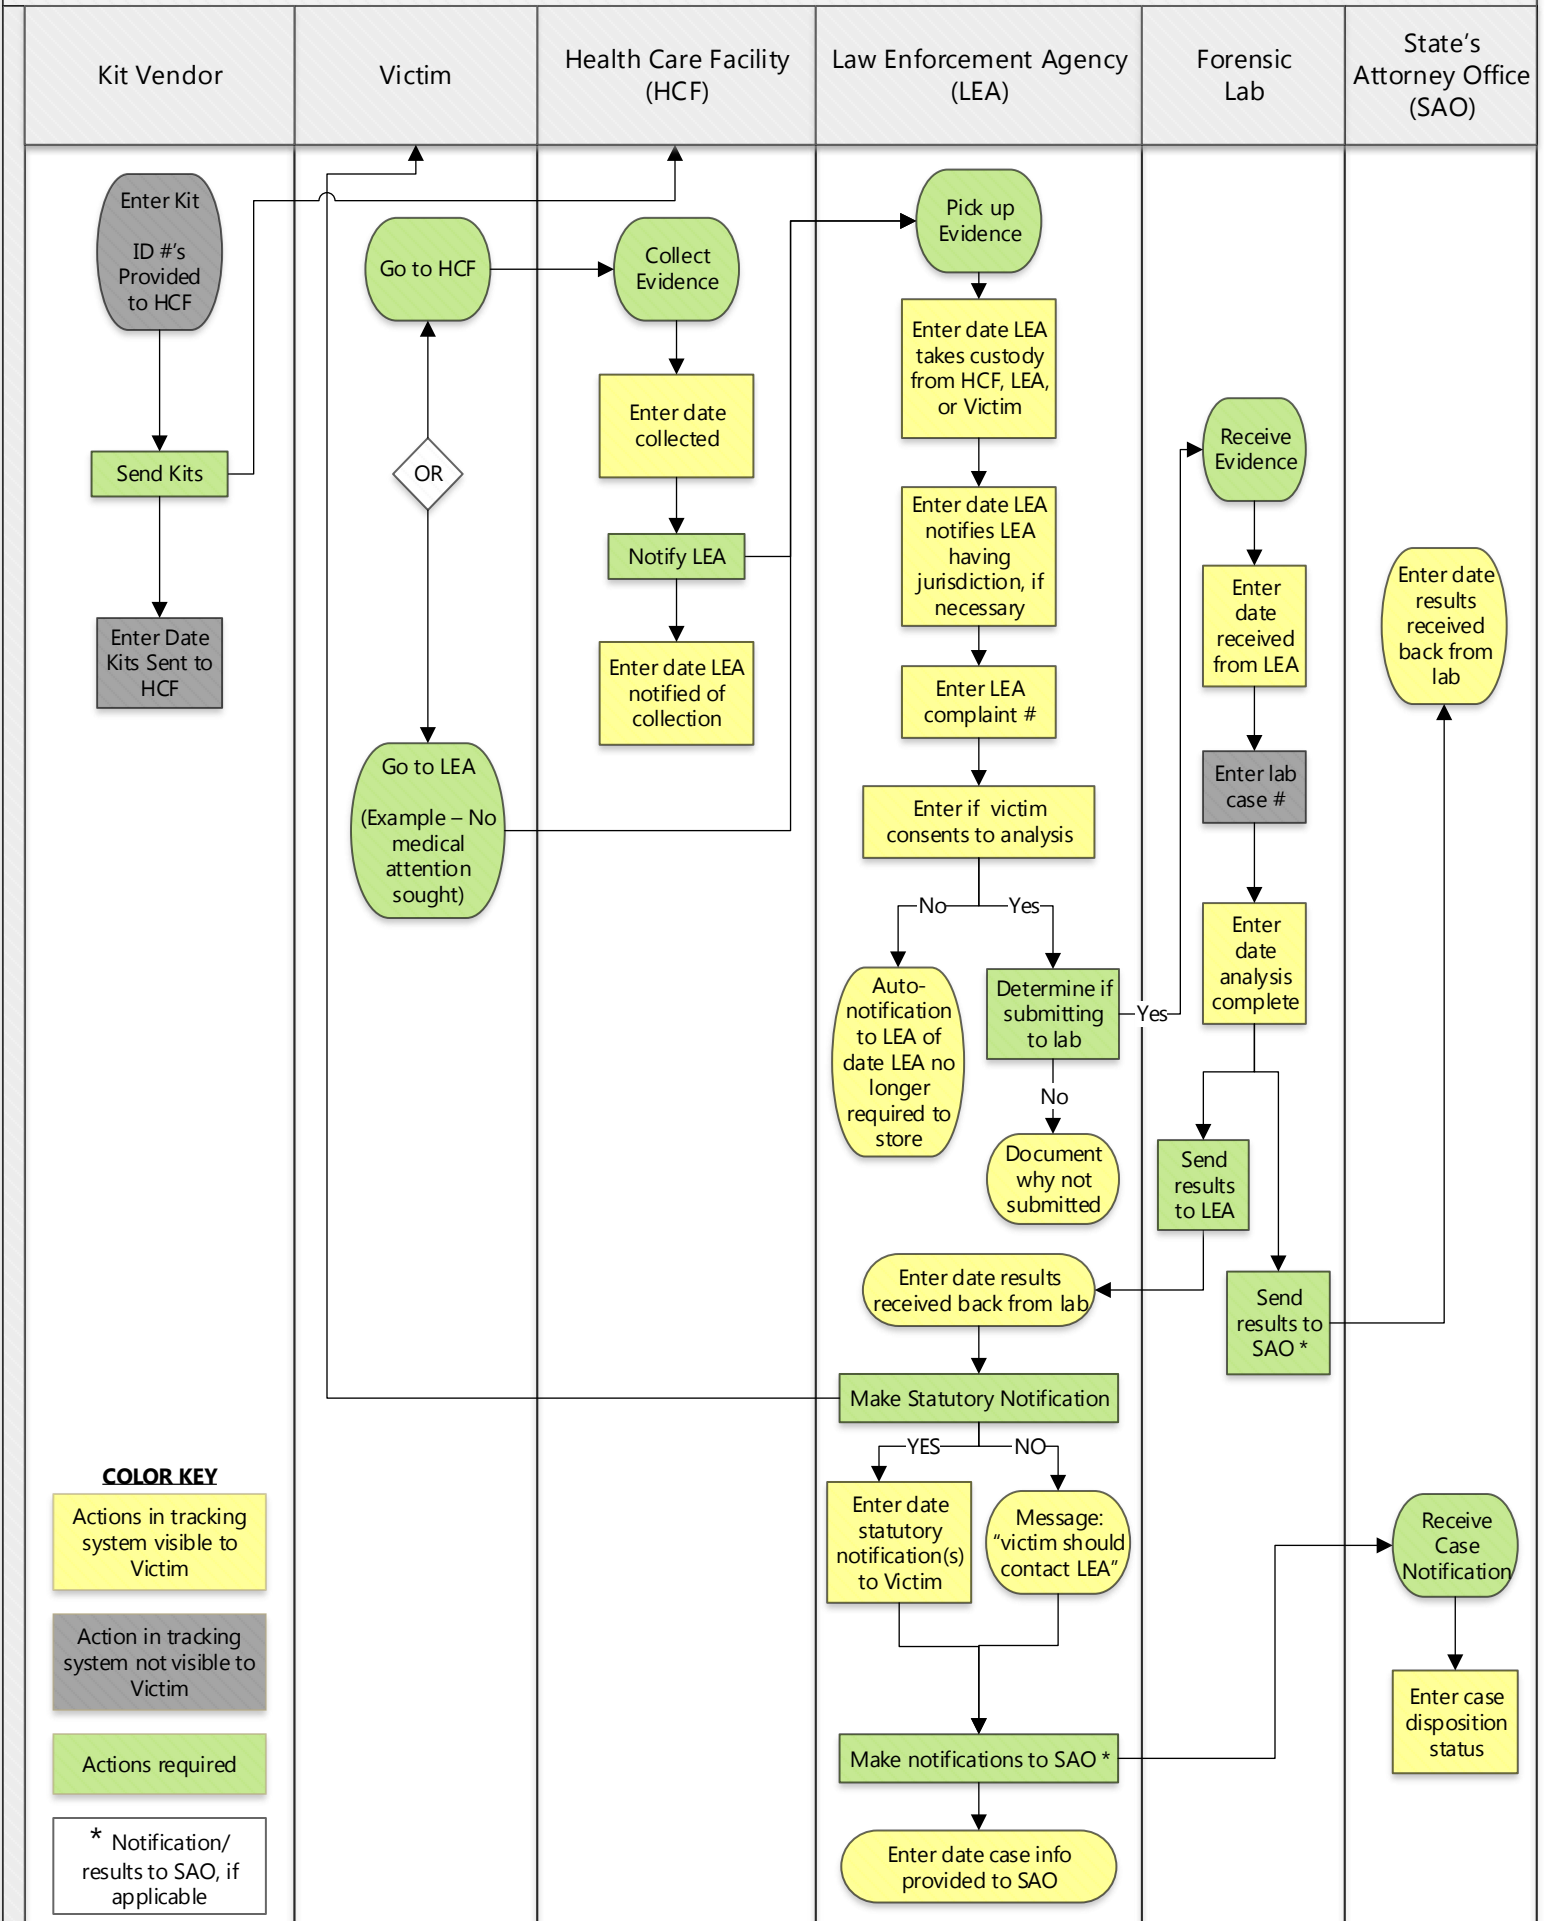 Kit Vendor
Victim
Health Care Facility
(HCF)
Law Enforcement Agency
(LEA)
Forensic
Lab
State's
Attorney Office
(SAO)
Enter Kit
ID #'s
Provided
to HCF
Send Kits
Enter Date
Kits Sent to
HCF
Go to HCF
OR
Go to LEA
(Example – No
medical
attention
sought)
Collect
Evidence
Enter date
collected
Notify LEA
Enter date LEA
notified of
collection
Pick up
Evidence
Enter date LEA
takes custody
from HCF, LEA,
or Victim
Enter date LEA
notifies LEA
having
jurisdiction, if
necessary
Enter LEA
complaint #
Enter if victim
consents to analysis
No
Yes
Auto-
notification
to LEA of
date LEA no
longer
required to
store
Determine if
submitting
to lab
Yes
No
Document
why not
submitted
Enter date results
received back from lab
Make Statutory Notification
YES
NO
Enter date
statutory
notification(s)
to Victim
Message:
"victim should
contact LEA"
Make notifications to SAO *
Enter date case info
provided to SAO
Receive
Evidence
Enter
date
received
from LEA
Enter lab
case #
Enter
date
analysis
complete
Send
results
to LEA
Send
results to
SAO *
Enter date
results
received
back from
lab
Receive
Case
Notification
Enter case
disposition
status
COLOR KEY
Actions in tracking
system visible to
Victim
Action in tracking
system not visible to
Victim
Actions required
* Notification/
results to SAO, if
applicable